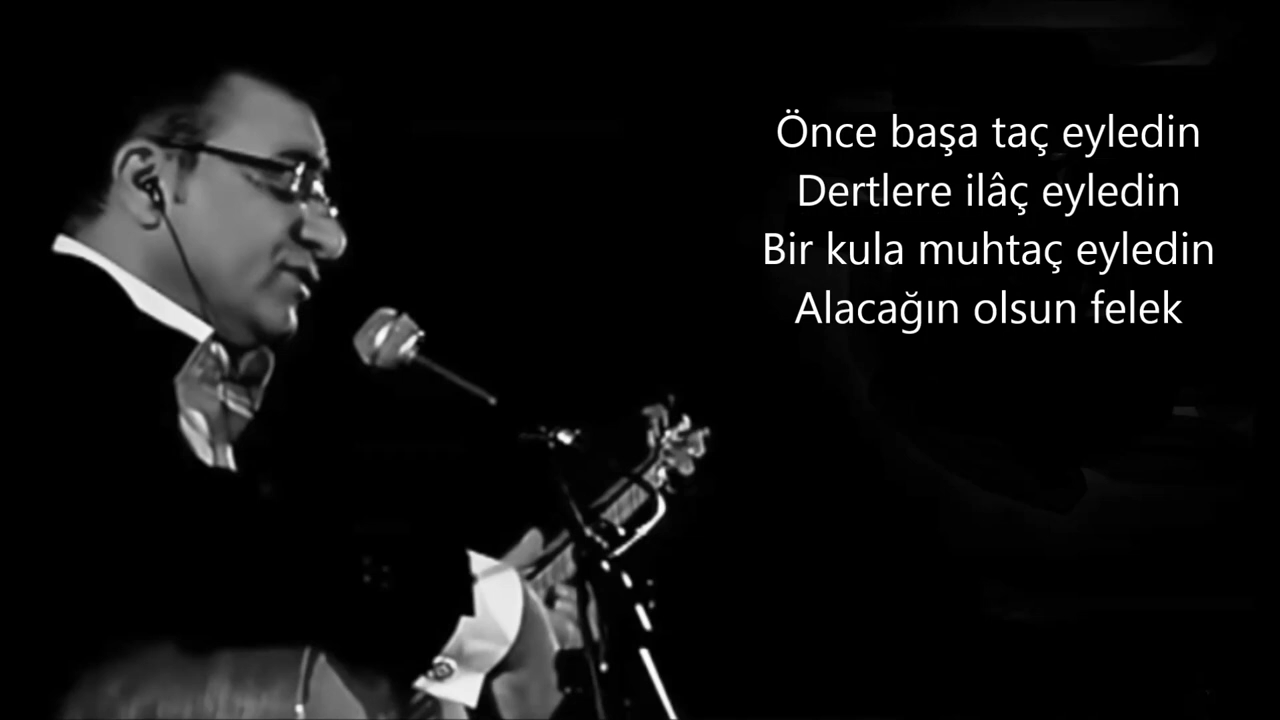 Önce başa taç eyledin
Dertlere ilâç eyledin
Bir kula muhtaç eyledin
Alacağın olsun felek